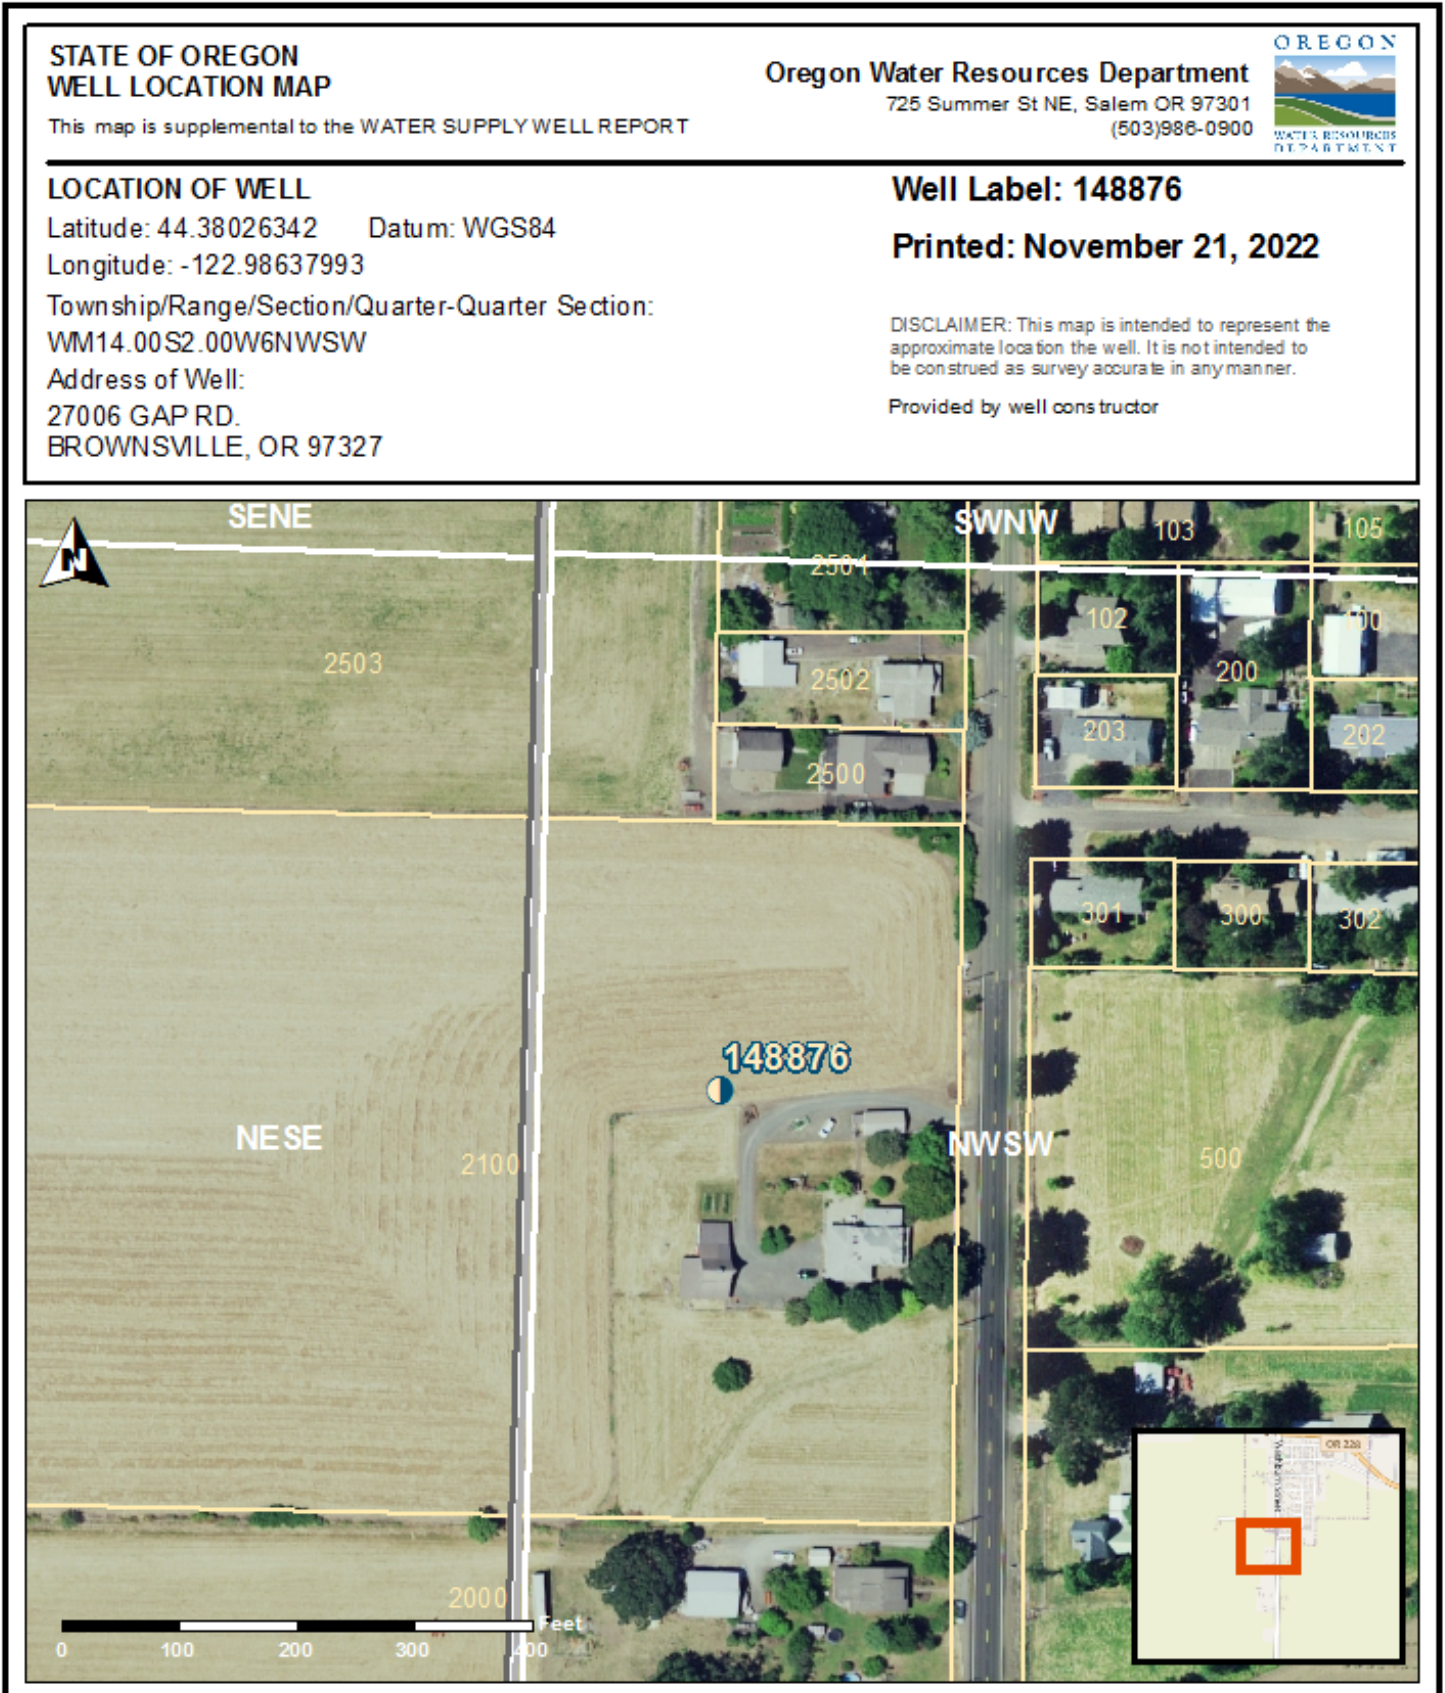 STATE OF OREGON
WELL LOCATION MAP
This map is supplemental to the WATER SUPPLY WELL REPORT
Oregon Water Resources Department
725 Summer St NE, Salem OR 97301
(503)986-0900
OREGON
WATER RESOURCES
DEPARTMENT
LOCATION OF WELL
Latitude: 44.38026342 Datum: WGS84
Longitude: -122.98637993
Township/Range/Section/Quarter-Quarter Section:
WM14.00S2.00W6NWSW
Address of Well:
27006 GAP RD.
BROWNSVILLE, OR 97327
Well Label: 148876
Printed: November 21, 2022
DISCLAIMER: This map is intended to represent the
approximate location the well. It is not intended to
be construed as survey accurate in any manner.
Provided by well constructor
SENE
SWNW
103
105
N
2501
102
100
2503
2502
200
203
202
2500
301
300
302
148876
NESE
2100
NWSW
500
OR 228
2000
Feet
0 100 200 300 400